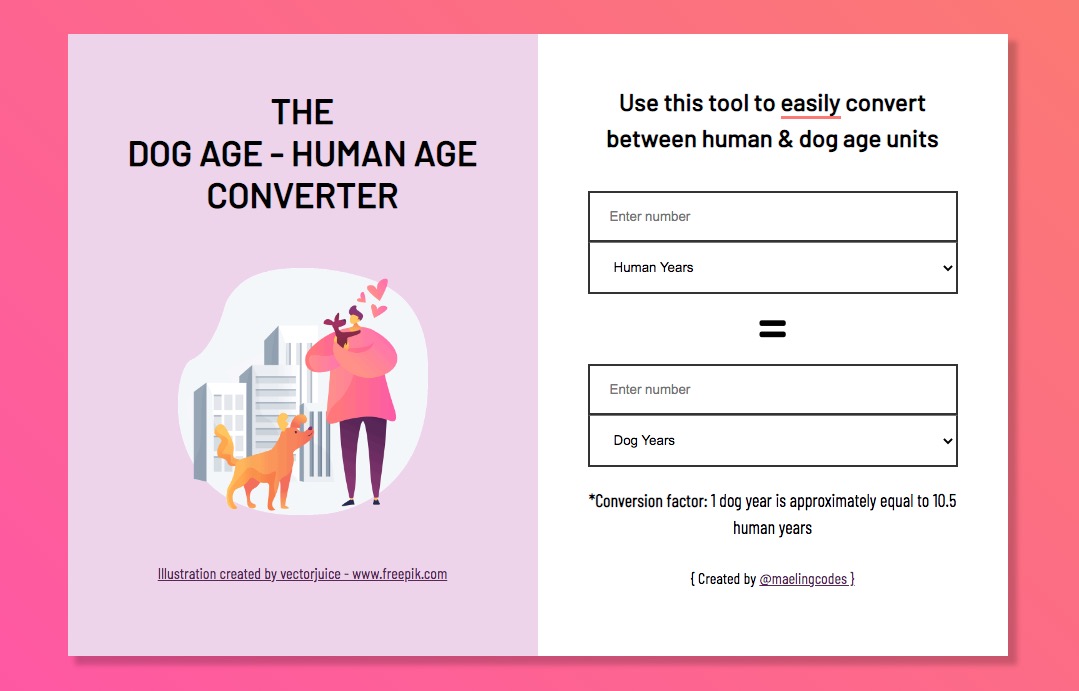 THE
DOG AGE - HUMAN AGE
CONVERTER
Illustration created by vectorjuice - www.freepik.com
Use this tool to easily convert
between human & dog age units
Enter number
Human Years
=
Enter number
Dog Years
*Conversion factor: 1 dog year is approximately equal to 10.5
human years
{ Created by @maelingcodes }